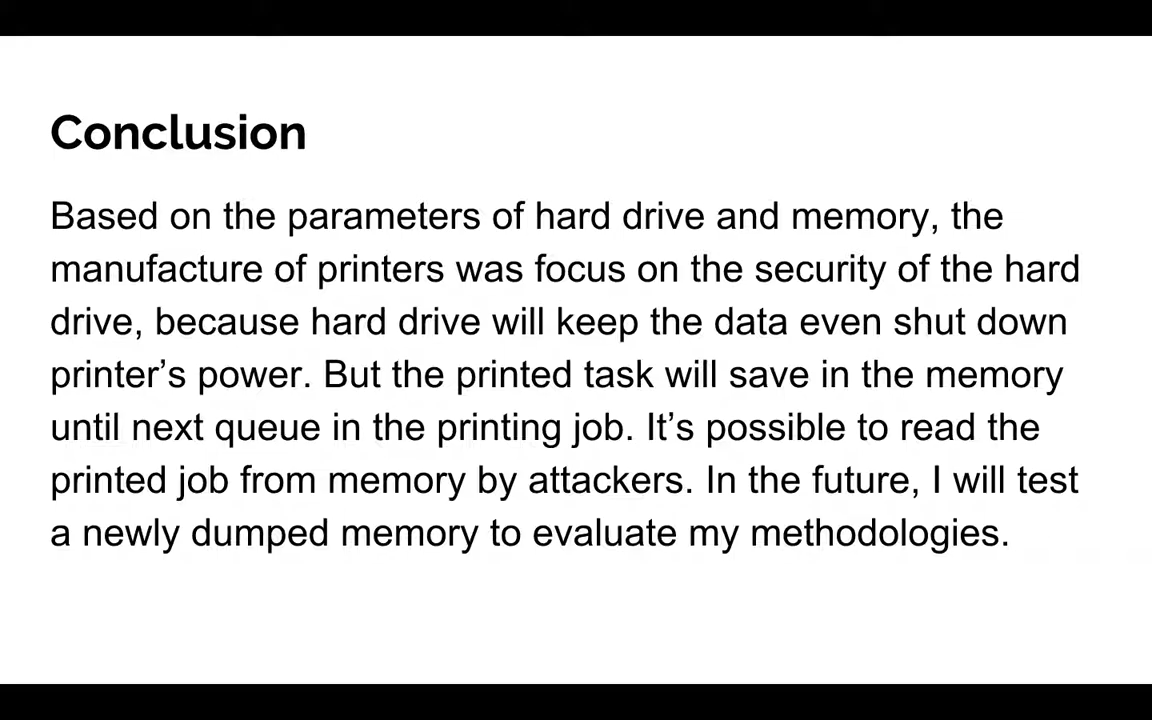 Conclusion
Based on the parameters of hard drive and memory, the
manufacture of printers was focus on the security of the hard
drive, because hard drive will keep the data even shut down
printer’s power. But the printed task will save in the memory
until next queue in the printing job. It’s possible to read the
printed job from memory by attackers. In the future, I will test
a newly dumped memory to evaluate my methodologies.